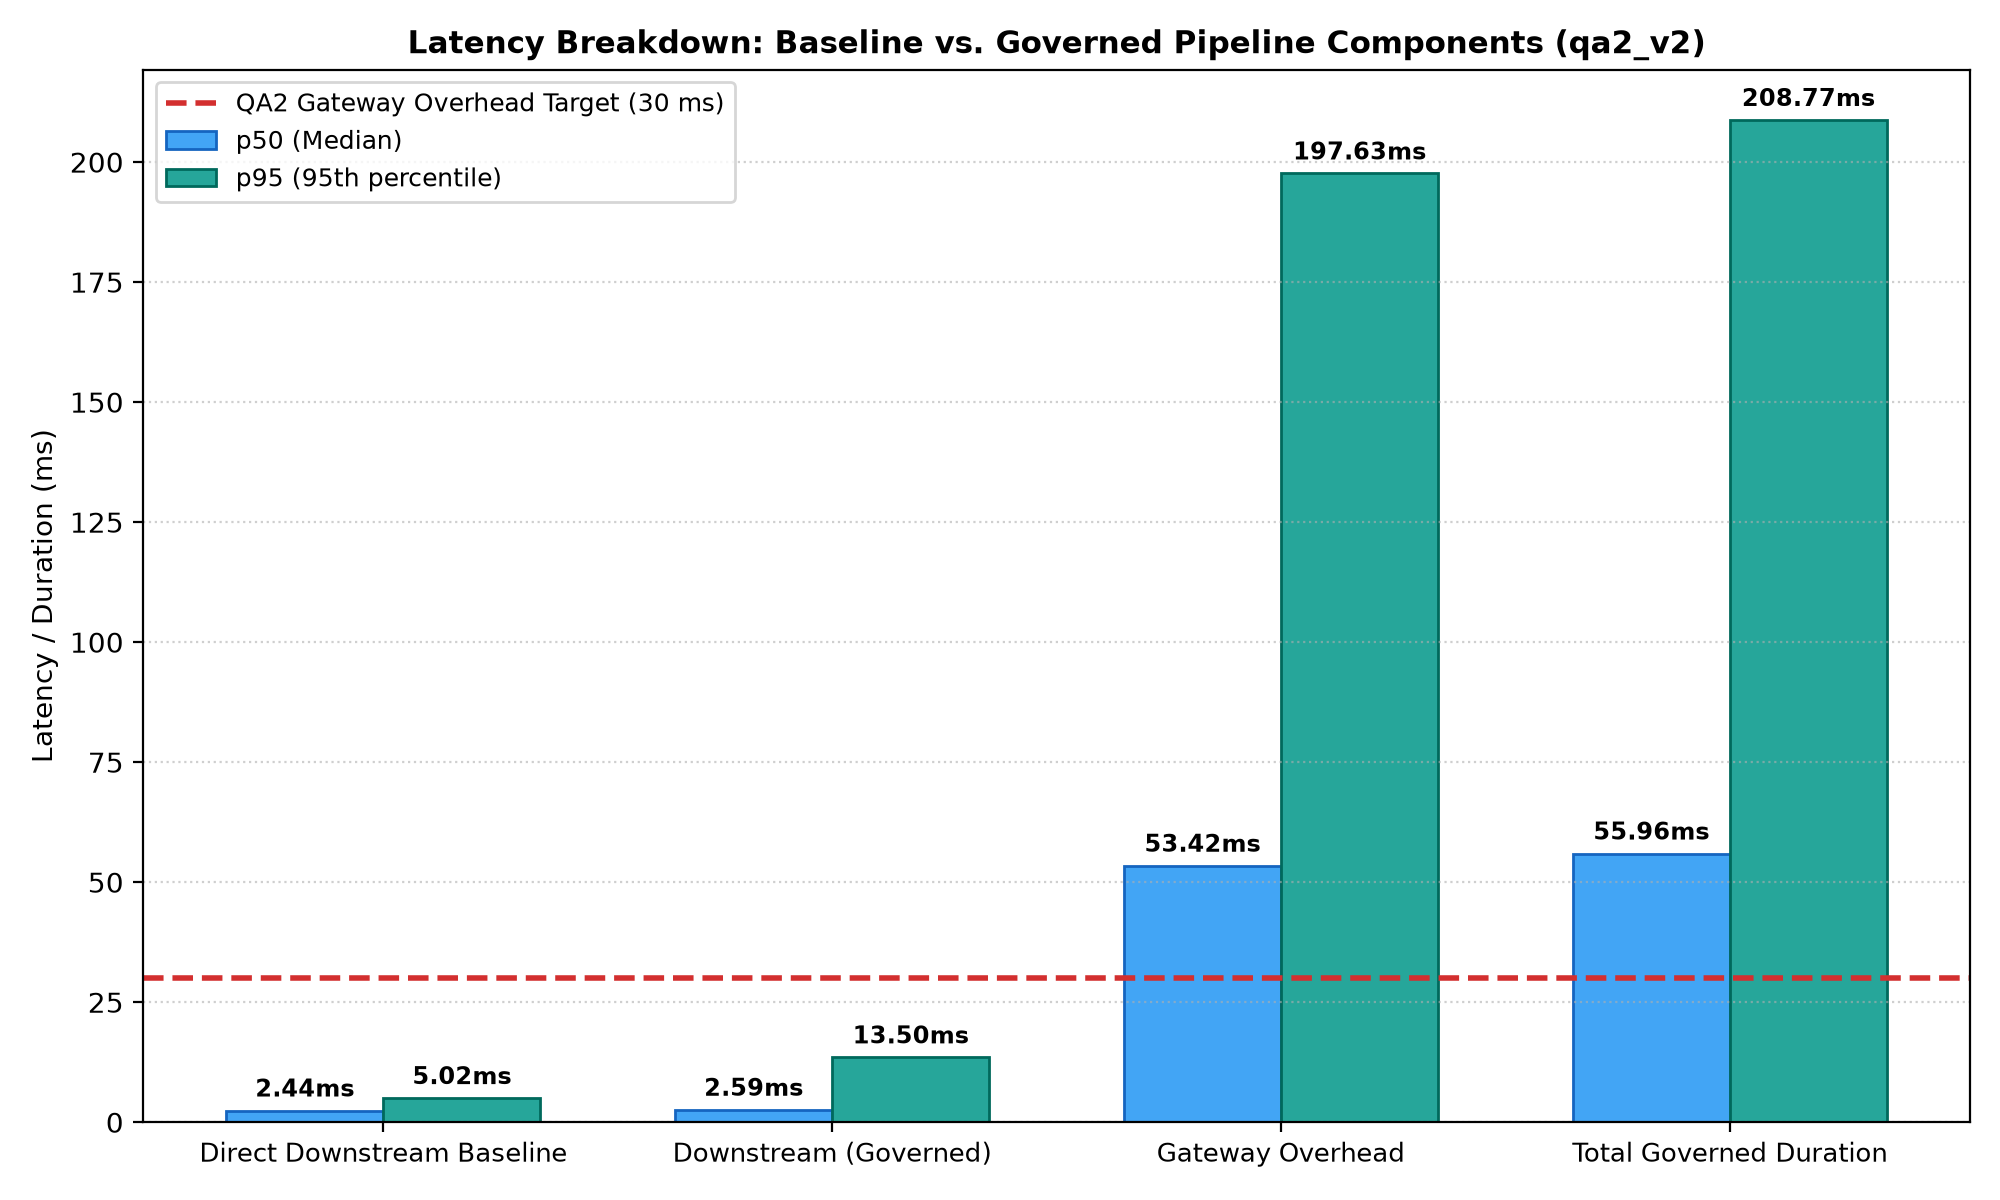 Latency Breakdown: Baseline vs. Governed Pipeline Components (qa2_v2)
QA2 Gateway Overhead Target (30 ms)
p50 (Median)
p95 (95th percentile)
Latency / Duration (ms)
200
175
150
125
100
75
50
25
0
2.44ms
5.02ms
2.59ms
13.50ms
53.42ms
197.63ms
55.96ms
208.77ms
Direct Downstream Baseline
Downstream (Governed)
Gateway Overhead
Total Governed Duration